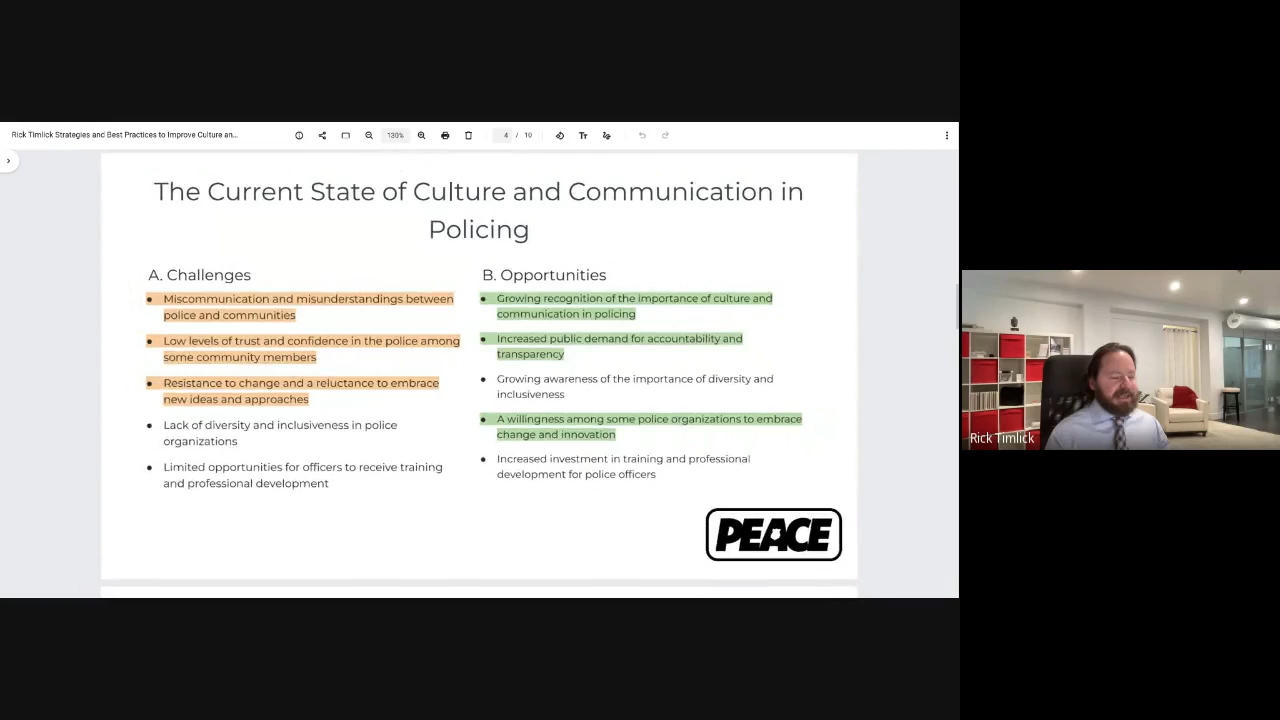 Rick Timlick Strategies and Best Practices to Improve Culture an...
130%
4 / 10
The Current State of Culture and Communication in
Policing
A. Challenges
● Miscommunication and misunderstandings between
police and communities
● Low levels of trust and confidence in the police among
some community members
● Resistance to change and a reluctance to embrace
new ideas and approaches
● Lack of diversity and inclusiveness in police
organizations
● Limited opportunities for officers to receive training
and professional development
B. Opportunities
● Growing recognition of the importance of culture and
communication in policing
● Increased public demand for accountability and
transparency
● Growing awareness of the importance of diversity and
inclusiveness
● A willingness among some police organizations to embrace
change and innovation
● Increased investment in training and professional
development for police officers
PEACE
Rick Timlick